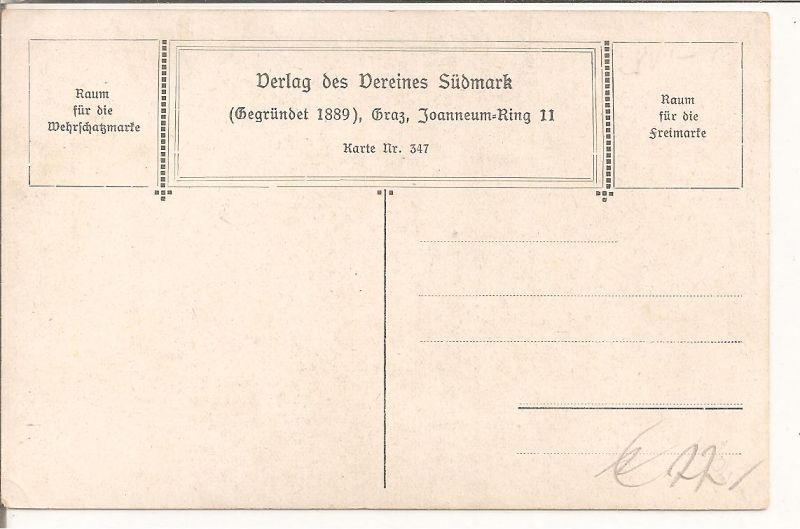 Raum
für die
Wehrschatzmarke
Verlag des Vereines Südmark
(Gegründet 1889), Graz, Joanneum-Ring 11
Karte Nr. 347
Raum
für die
Freimarke